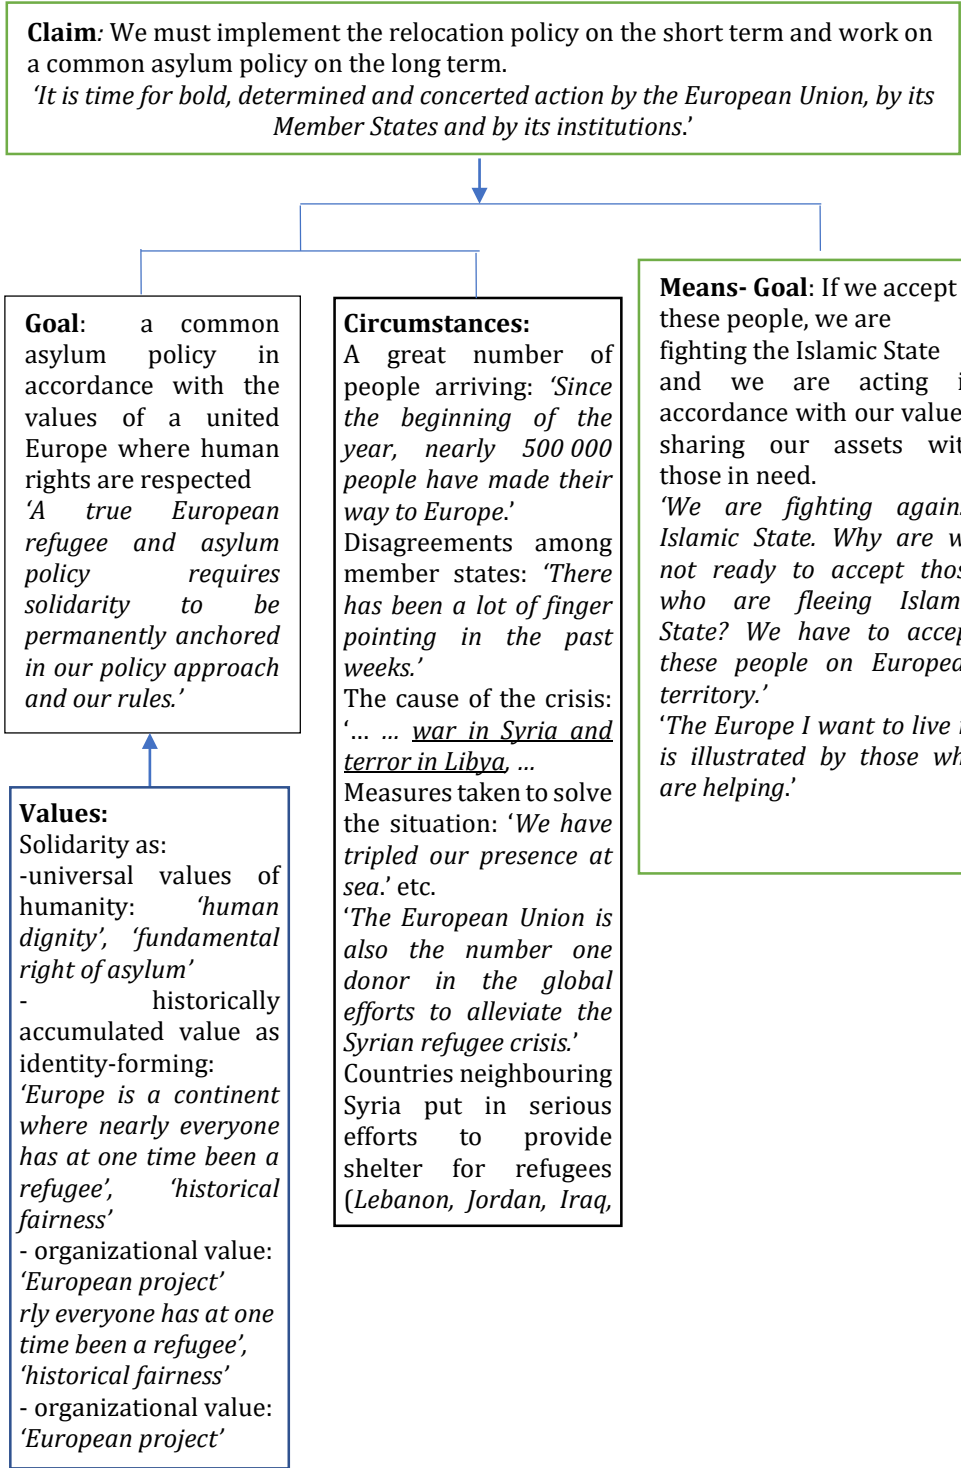 Claim: We must implement the relocation policy on the short term and work on
a common asylum policy on the long term.
‘It is time for bold, determined and concerted action by the European Union, by its
Member States and by its institutions.’
Goal: a common
asylum policy in
accordance with the
values of a united
Europe where human
rights are respected
‘A true European
refugee and asylum
policy requires
solidarity to be
permanently anchored
in our policy approach
and our rules.’
Values:
Solidarity as:
-universal values of
humanity: ‘human
dignity’, ‘fundamental
right of asylum’
- historically
accumulated value as
identity-forming:
‘Europe is a continent
where nearly everyone
has at one time been a
refugee’, ‘historical
fairness’
- organizational value:
‘European project’
rly everyone has at one
time been a refugee’,
‘historical fairness’
- organizational value:
‘European project’
Circumstances:
A great number of
people arriving: ‘Since
the beginning of the
year, nearly 500 000
people have made their
way to Europe.’
Disagreements among
member states: ‘There
has been a lot of finger
pointing in the past
weeks.’
The cause of the crisis:
‘… … war in Syria and
terror in Libya, …
Measures taken to solve
the situation: ‘We have
tripled our presence at
sea.’ etc.
‘The European Union is
also the number one
donor in the global
efforts to alleviate the
Syrian refugee crisis.’
Countries neighbouring
Syria put in serious
efforts to provide
shelter for refugees
(Lebanon, Jordan, Iraq,
Means- Goal: If we accept
these people, we are
fighting the Islamic State
and we are acting
accordance with our
sharing our assets
those in need.
‘We are fighting
Islamic State. Why are
not ready to accept
who are fleeing
State? We have to
these people on
territory.’
‘The Europe I want to live
is illustrated by those
are helping.’